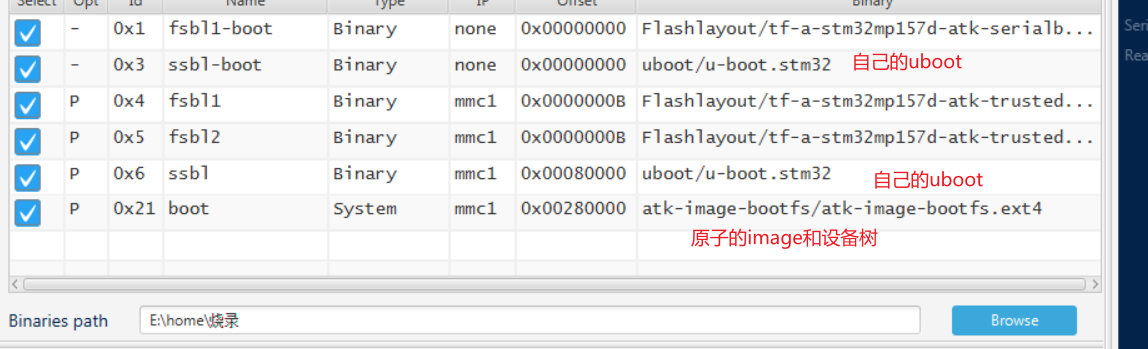 Select Opt Id Name Type IP Offset Binary
- 0x1 fsbl1-boot Binary none 0x00000000 Flashlayout/tf-a-stm32mp157d-atk-serialb...
- 0x3 ssbl-boot Binary none 0x00000000 uboot/u-boot.stm32 自己的uboot
P 0x4 fsbl1 Binary mmc1 0x0000000B Flashlayout/tf-a-stm32mp157d-atk-trusted...
P 0x5 fsbl2 Binary mmc1 0x0000000B Flashlayout/tf-a-stm32mp157d-atk-trusted...
P 0x6 ssbl Binary mmc1 0x00080000 uboot/u-boot.stm32
自己的uboot
P 0x21 boot System mmc1 0x00280000 atk-image-bootfs/atk-image-bootfs.ext4
原子的image和设备树
Binaries path E:\home\烧录 Browse
Seri
Rea